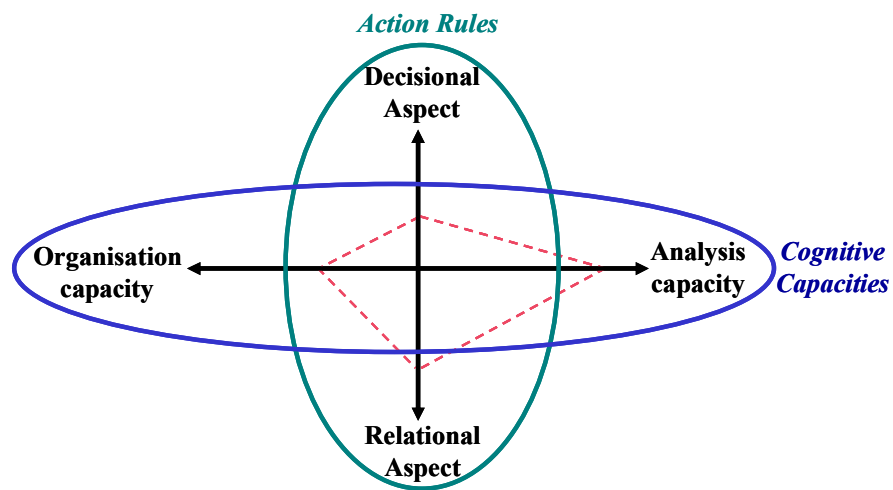 Action Rules
Decisional
Aspect
Organisation
capacity
Analysis
capacity
Cognitive
Capacities
Relational
Aspect